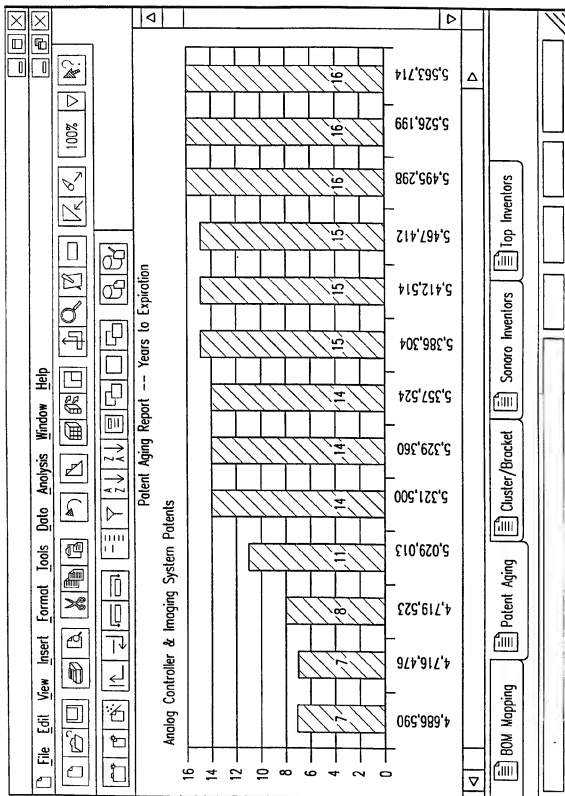 File Edit View Insert Format Tools Data Analysis Window Help
100%
?
A Z
Z A
Patent Aging Report -- Years to Expiration
Analog Controller & Imaging System Patents
16
14
12
10
8
6
4
2
0
7 7 8 11 14 14 14 15 15 15 16 16 16
4,686,590 4,716,476 4,719,523 5,029,013 5,321,500 5,329,360 5,357,524 5,386,304 5,412,514 5,467,412 5,495,298 5,526,199 5,563,714
BOM Mapping Patent Aging Cluster/Bracket Sonoro Inventors Top Inventors